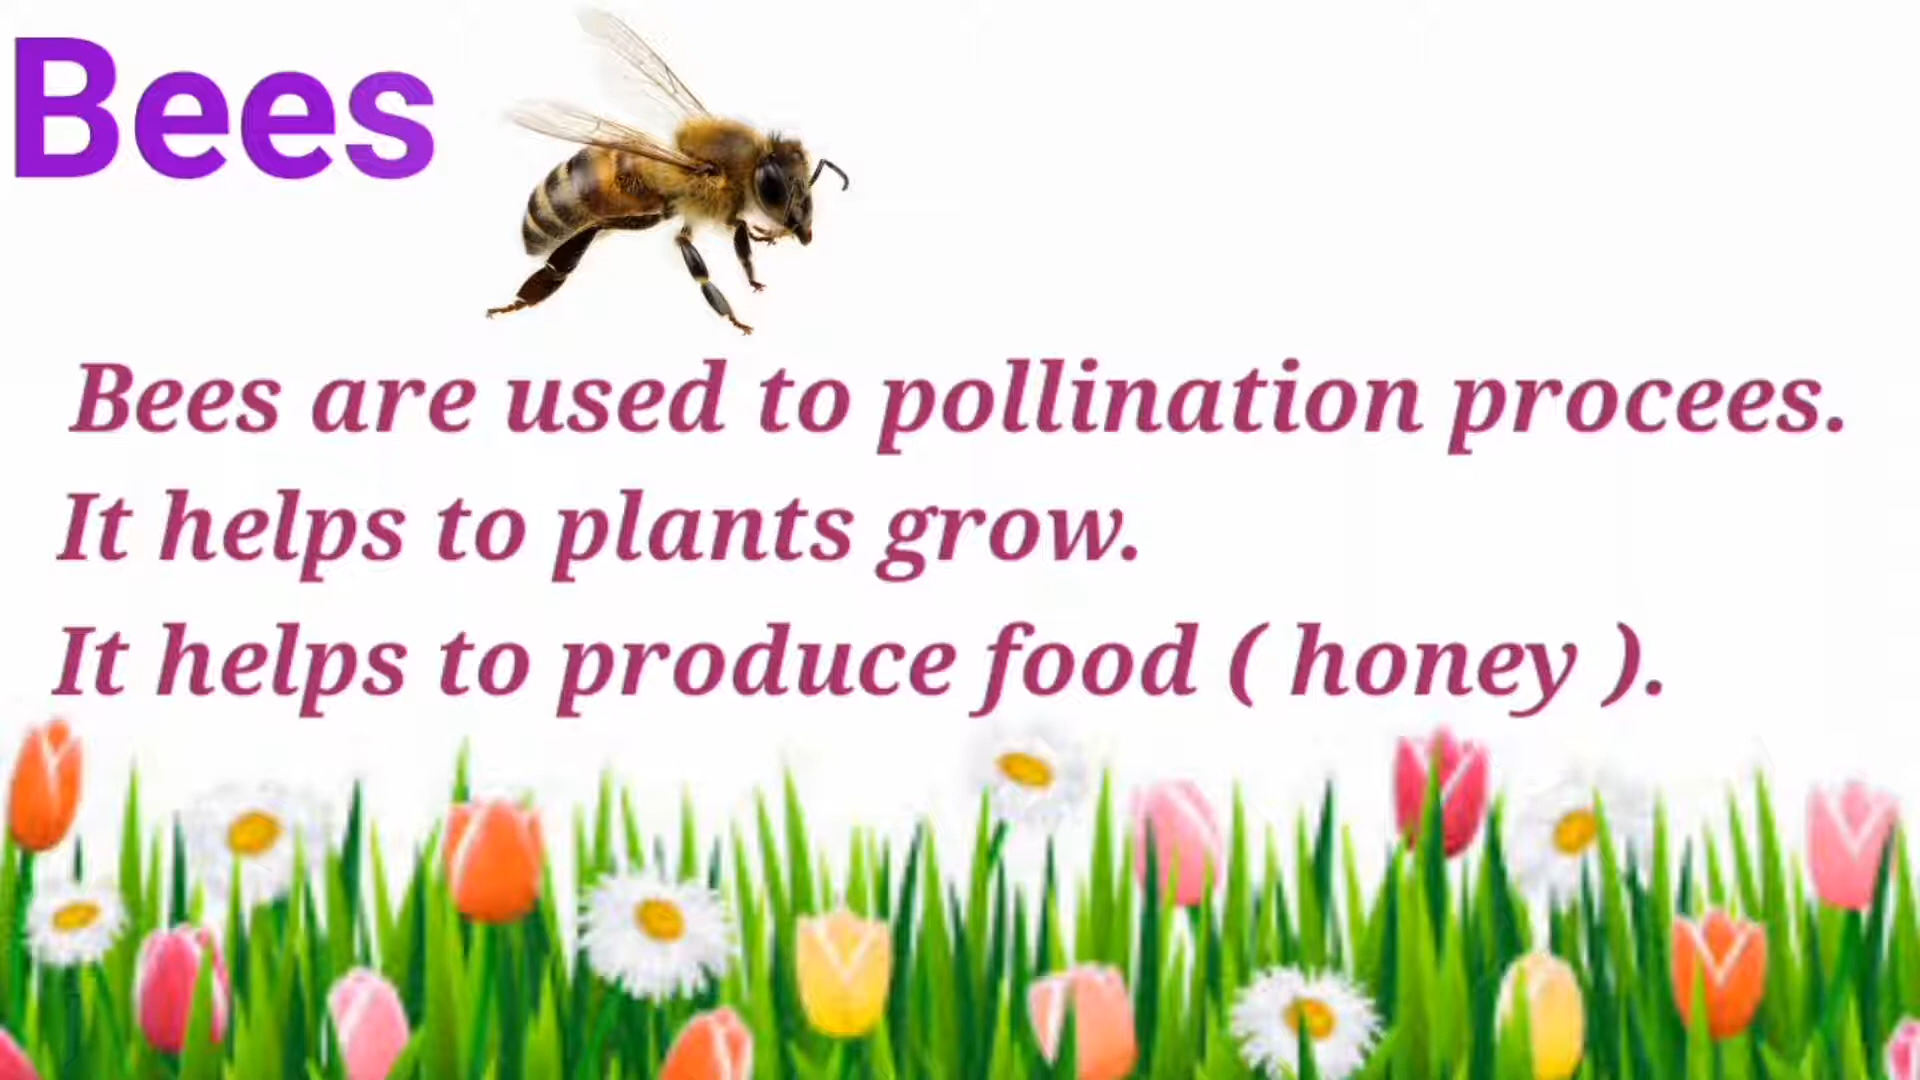 Bees
Bees are used to pollination procees.
It helps to plants grow.
It helps to produce food ( honey ).